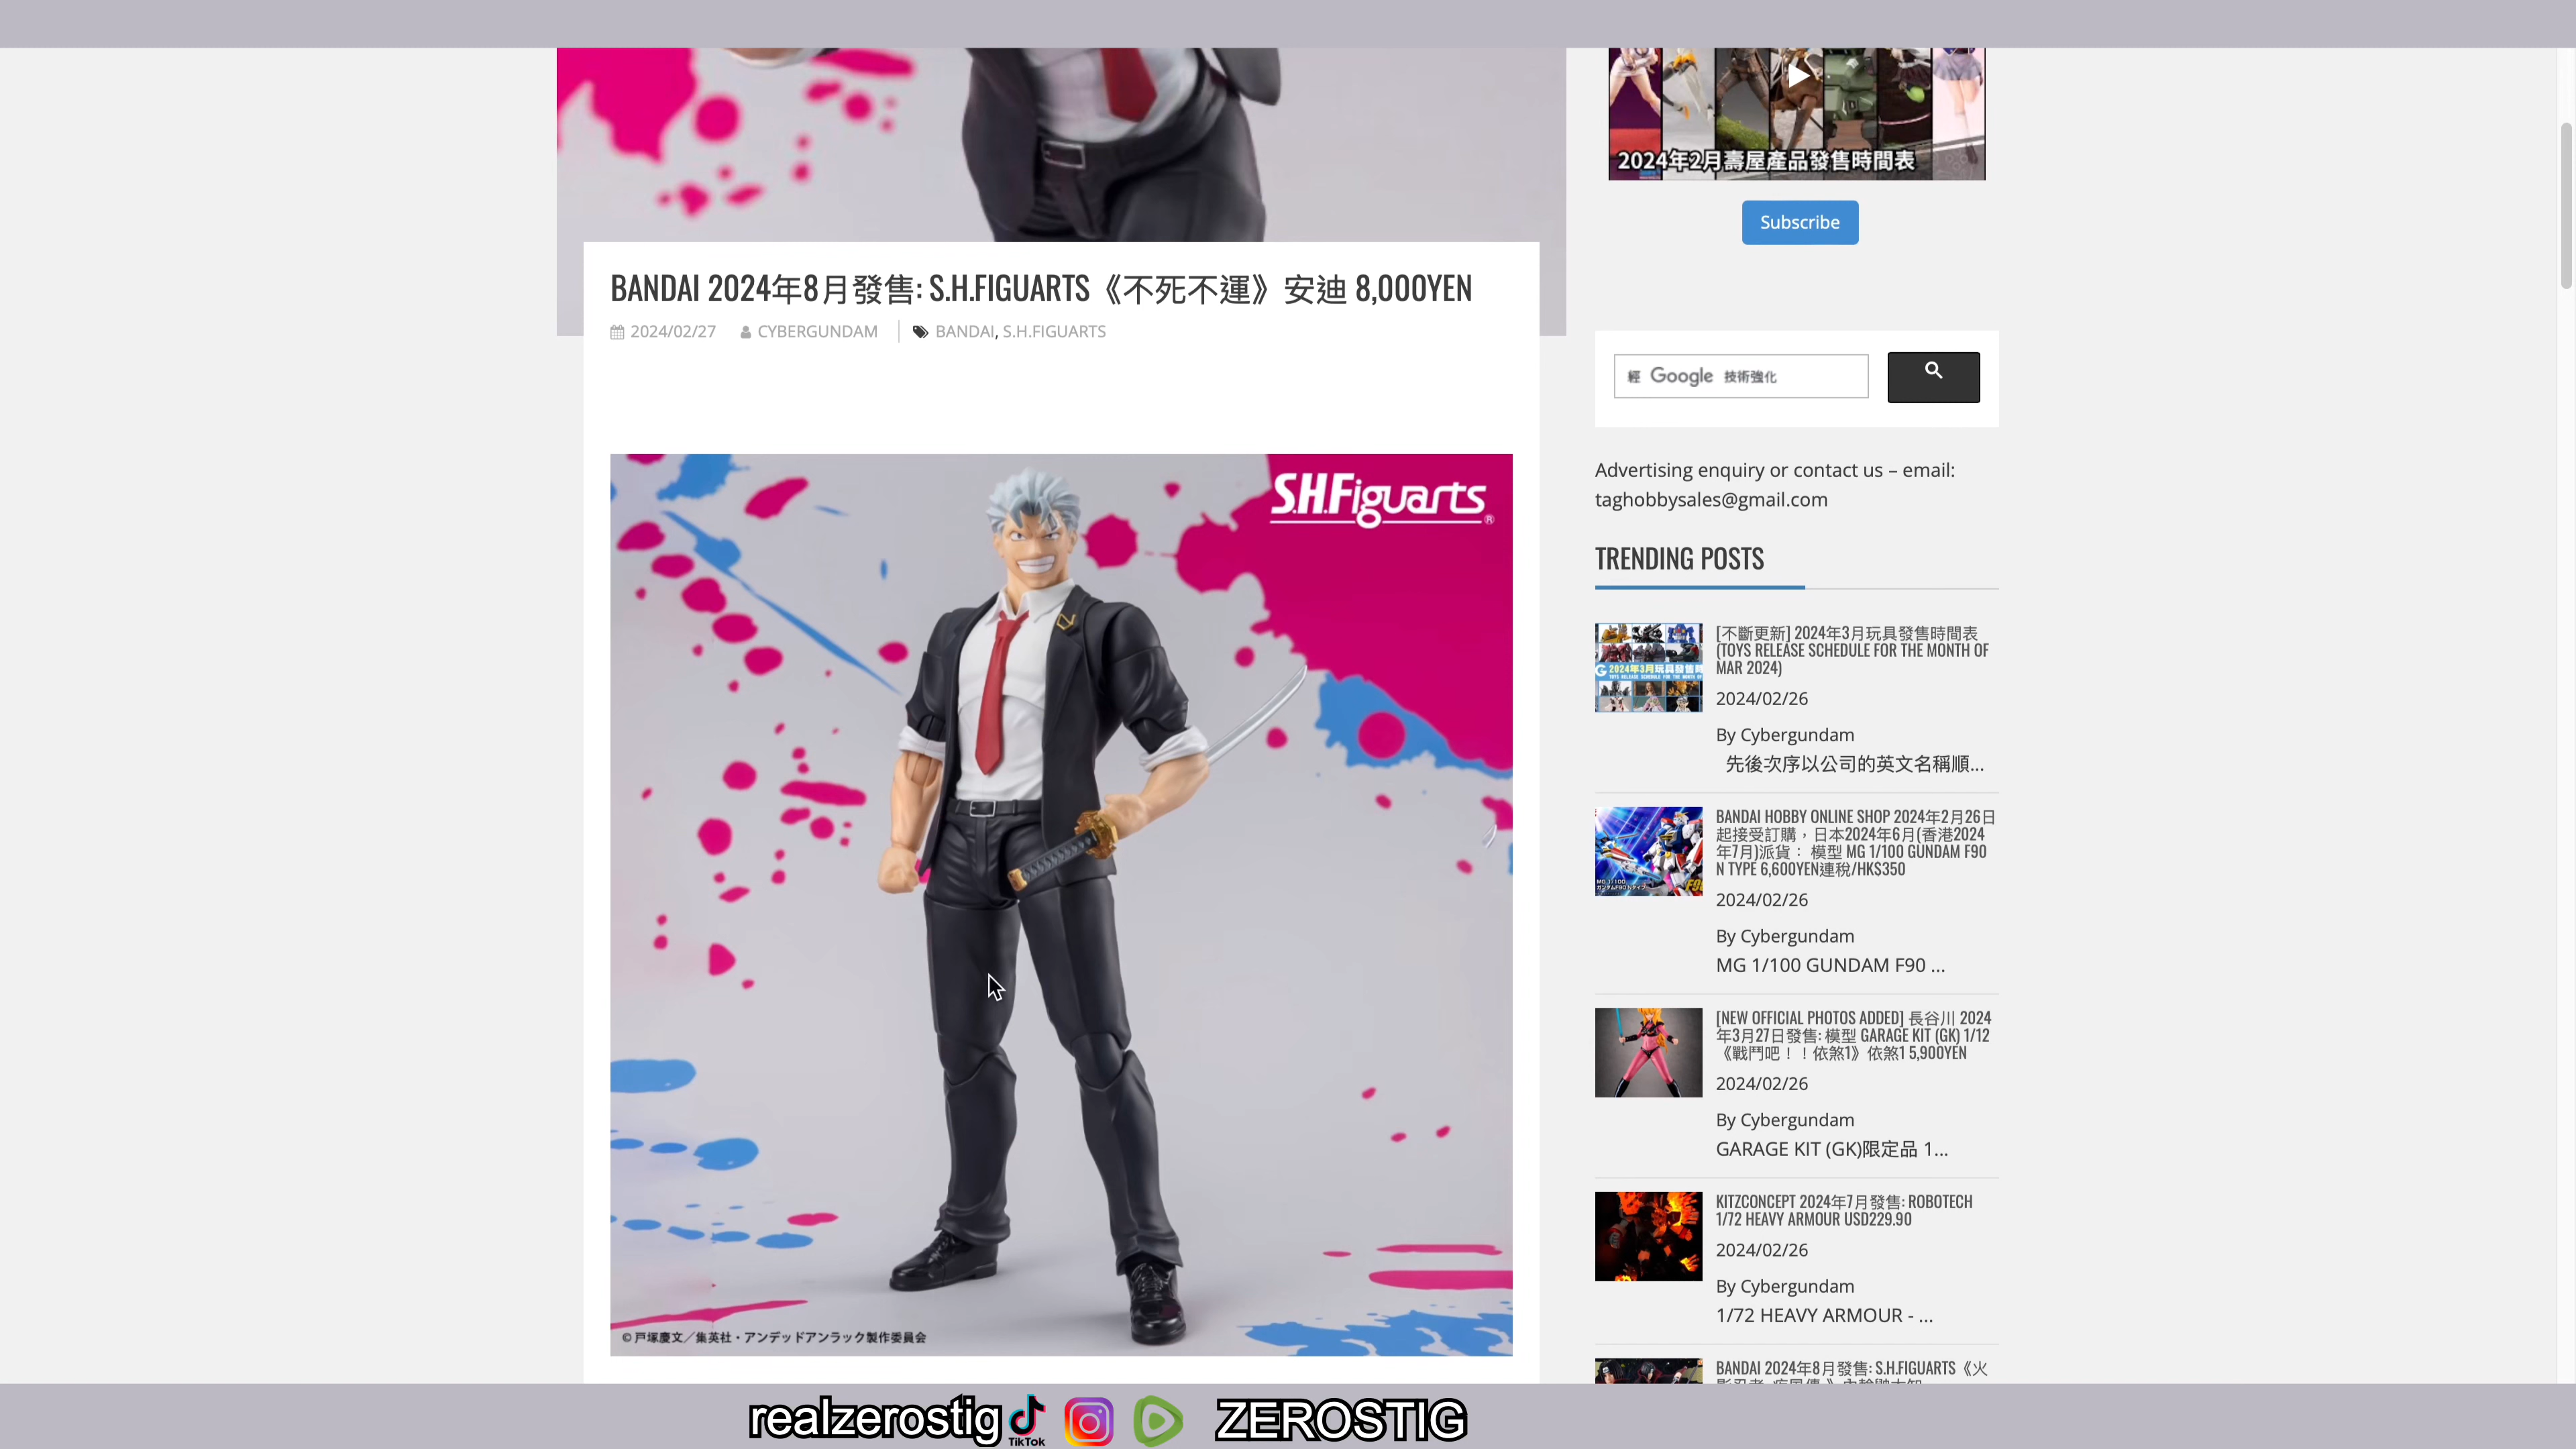 2024年2月壽屋產品發售時間表
Subscribe
BANDAI 2024年8月發售: S.H.FIGUARTS《不死不運》安迪 8,000YEN
2024/02/27 CYBERGUNDAM BANDAI, S.H.FIGUARTS
經 Google 技術強化
Advertising enquiry or contact us – email:
taghobbysales@gmail.com
S.H.Figuarts®
TRENDING POSTS
[不斷更新] 2024年3月玩具發售時間表
(TOYS RELEASE SCHEDULE FOR THE MONTH OF
MAR 2024)
2024/02/26
By Cybergundam
先後次序以公司的英文名稱順...
BANDAI HOBBY ONLINE SHOP 2024年2月26日
起接受訂購，日本2024年6月(香港2024
年7月)派貨： 模型 MG 1/100 GUNDAM F90
N TYPE 6,600YEN連稅/HK$350
2024/02/26
By Cybergundam
MG 1/100 GUNDAM F90 ...
[NEW OFFICIAL PHOTOS ADDED] 長谷川 2024
年3月27日發售: 模型 GARAGE KIT (GK) 1/12
《戰鬥吧！！依煞1》依煞1 5,900YEN
2024/02/26
By Cybergundam
GARAGE KIT (GK)限定品 1...
KITZCONCEPT 2024年7月發售: ROBOTECH
1/72 HEAVY ARMOUR USD229.90
2024/02/26
By Cybergundam
1/72 HEAVY ARMOUR - ...
BANDAI 2024年8月發售: S.H.FIGUARTS《火
©戸塚慶文／集英社・アンデッドアンラック製作委員会
realzerostig TikTok ZEROSTIG